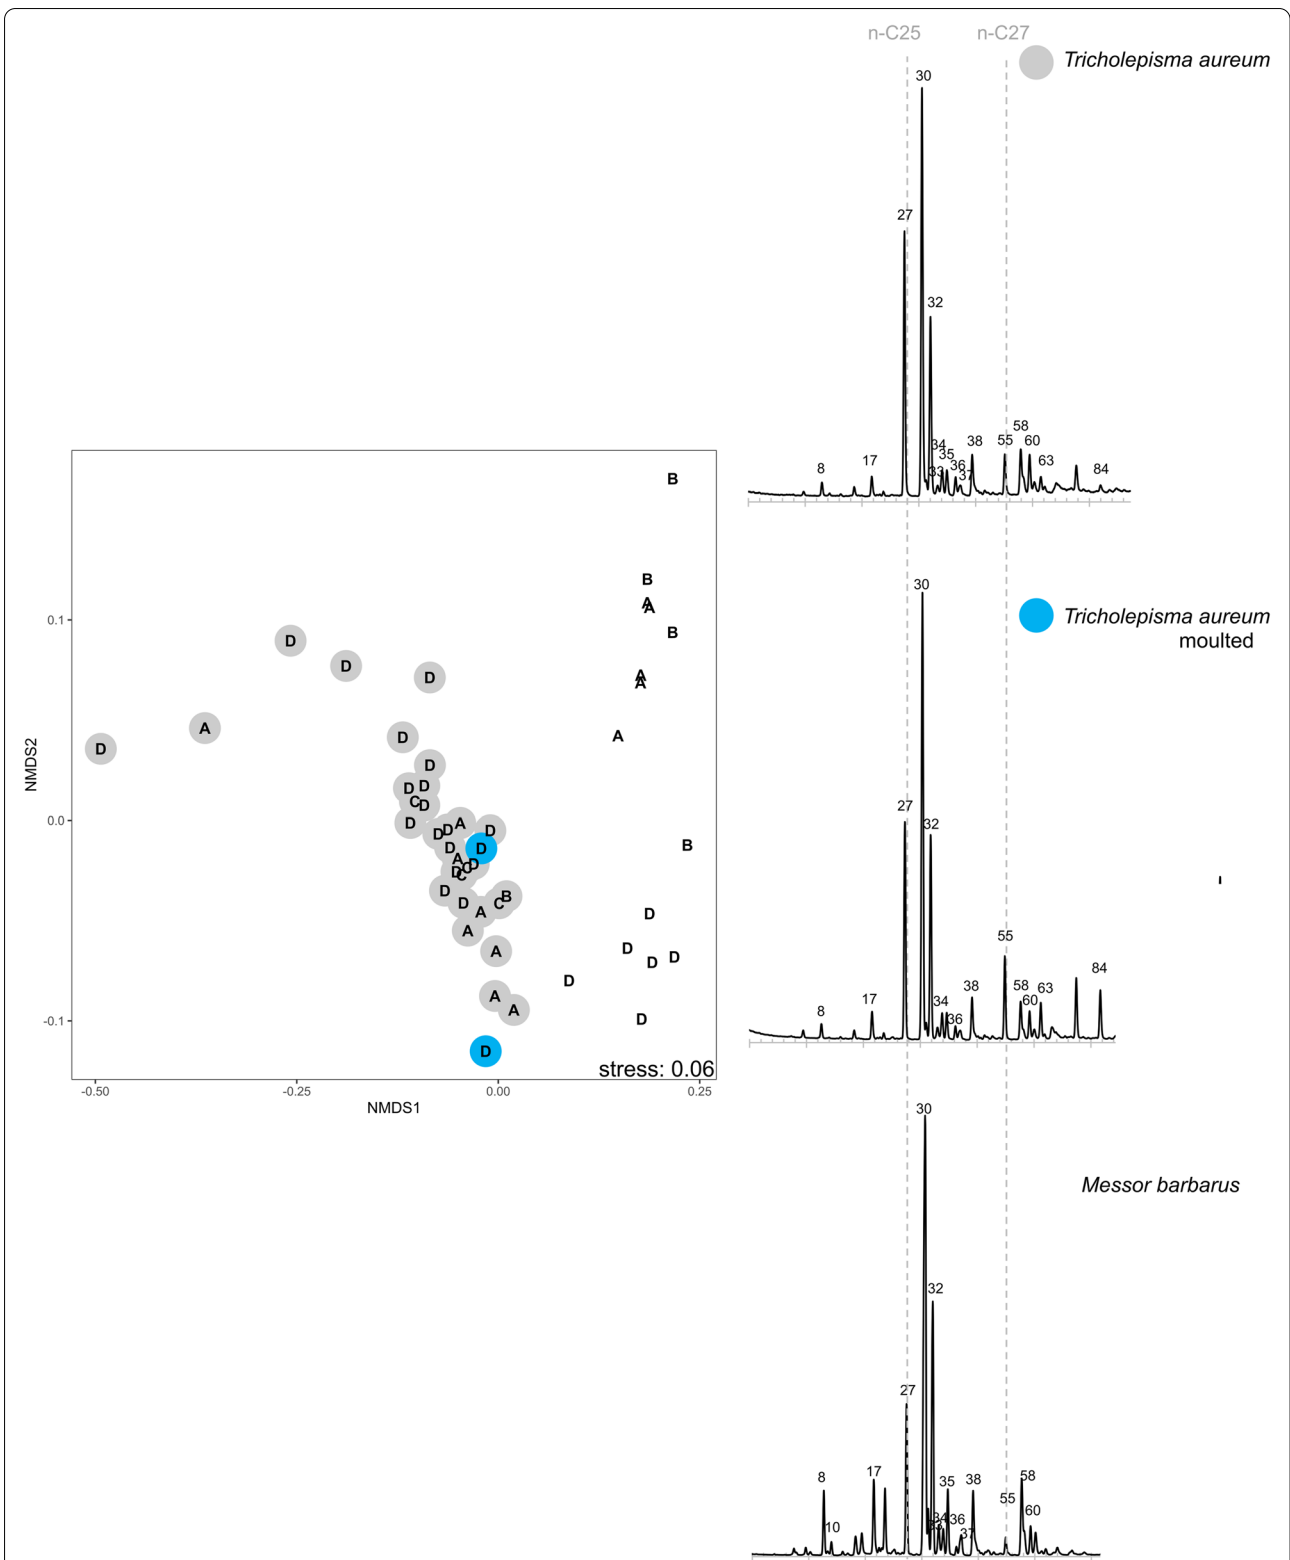 n-C25 n-C27
Tricholepisma aureum
30
27
32
58
34 38 55 60
35
8 17 33 36 37 63 84
B
B
A
A
B
A
A
A
B
D
D
D
D
D
D
0.1
0.0
-0.1
NMDS2
D
D
D
A
D
D
D
D
D
C
D
D
A
D
D
D
D
D
A
D
C
D
C
D
D
B
C
A
A
A
A
A
D
stress: 0.06
-0.50 -0.25 0.00 0.25
NMDS1
Tricholepisma aureum
moulted
30
27
32
55
84
38 58 63
17 34 60
8 36
Messor barbarus
30
32
27
8 17 35 38 58
55
10 34 36 60
33 37